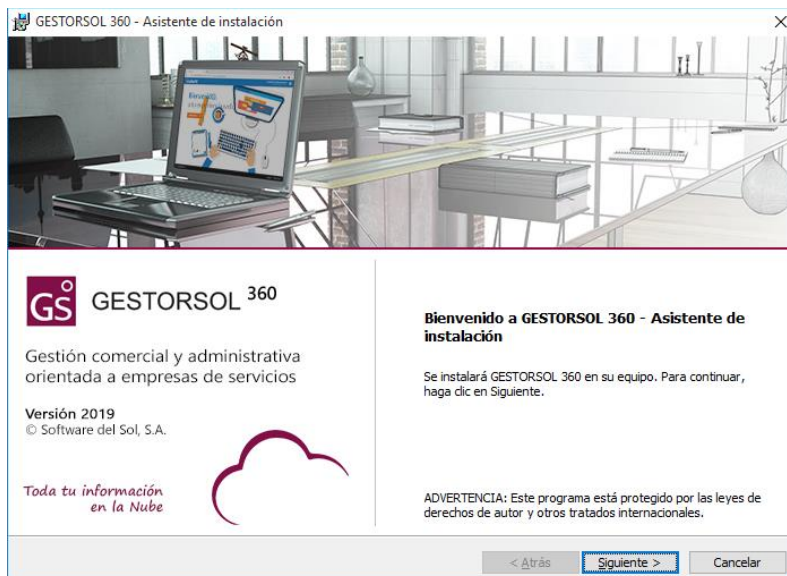 GESTORSOL 360 - Asistente de instalación
Bienvenido
GS
GESTORSOL 360
Gestión comercial y administrativa
orientada a empresas de servicios
Versión 2019
© Software del Sol, S.A.
Toda tu información
en la Nube
Bienvenido a GESTORSOL 360 - Asistente de
instalación
Se instalará GESTORSOL 360 en su equipo. Para continuar,
haga clic en Siguiente.
ADVERTENCIA: Este programa está protegido por las leyes de
derechos de autor y otros tratados internacionales.
< Atrás
Siguiente >
Cancelar